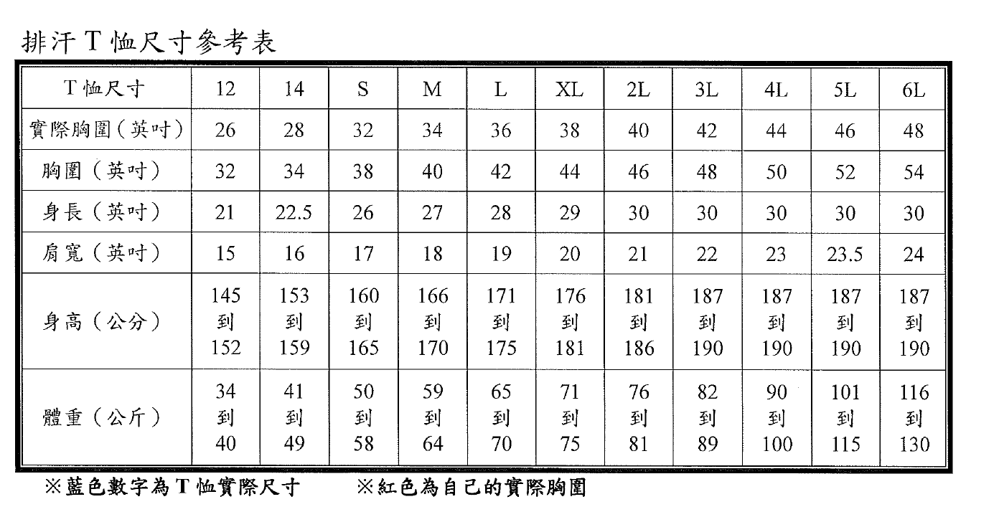 排汗T恤尺寸參考表
T恤尺寸 12 14 S M L XL 2L 3L 4L 5L 6L
實際胸圍(英吋) 26 28 32 34 36 38 40 42 44 46 48
胸圍(英吋) 32 34 38 40 42 44 46 48 50 52 54
身長(英吋) 21 22.5 26 27 28 29 30 30 30 30 30
肩寬(英吋) 15 16 17 18 19 20 21 22 23 23.5 24
身高(公分) 145到152 153到159 160到165 166到170 171到175 176到181 181到186 187到190 187到190 187到190 187到190
體重(公斤) 34到40 41到49 50到58 59到64 65到70 71到75 76到81 82到89 90到100 101到115 116到130
※藍色數字為T恤實際尺寸 ※紅色為自己的實際胸圍